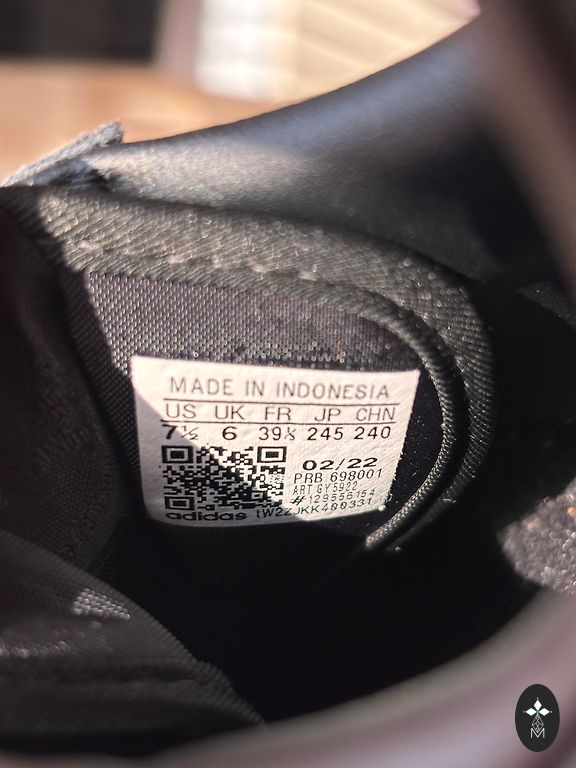 MADE IN INDONESIA
US UK FR JP CHN
7½ 6 39⅓ 245 240
02/22
PRB 698001
ART GY5922
# 129556154
adidas tW2ZJKK400331
M